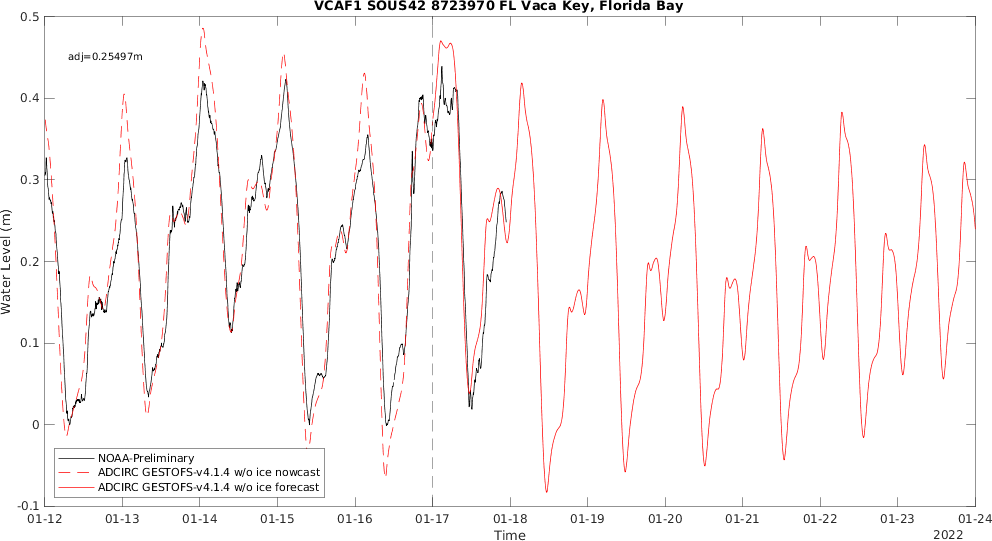 VCAF1 SOUS42 8723970 FL Vaca Key, Florida Bay
adj=0.25497m
0.5
0.4
0.3
0.2
0.1
0
-0.1
Water Level (m)
NOAA-Preliminary
ADCIRC GESTOFS-v4.1.4 w/o ice nowcast
ADCIRC GESTOFS-v4.1.4 w/o ice forecast
01-12 01-13 01-14 01-15 01-16 01-17 01-18 01-19 01-20 01-21 01-22 01-23 01-24
Time
2022